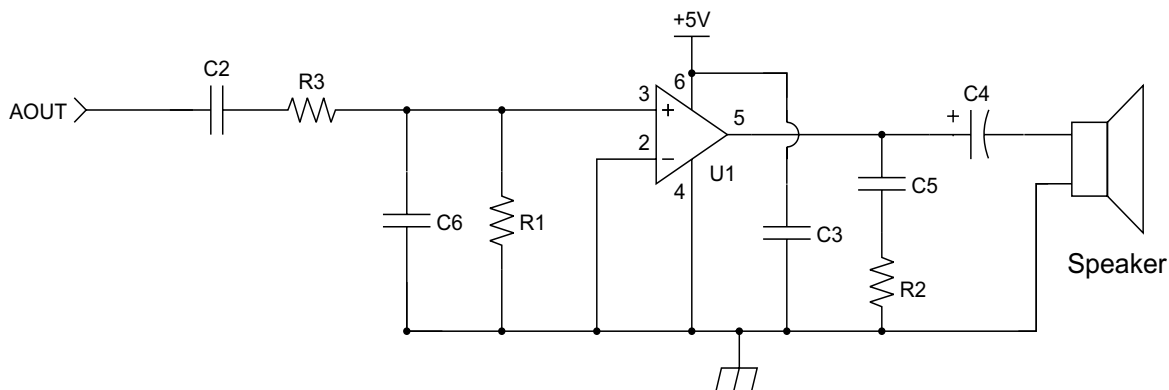 +5V
C2
R3
AOUT
3
6
+
2
−
5
4
U1
+
C4
C6
R1
C3
C5
R2
Speaker